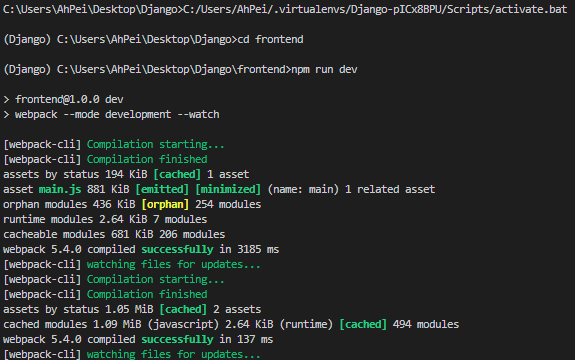 C:\Users\AhPei\Desktop\Django>C:/Users/AhPei/.virtualenvs/Django-pICx8BPU/Scripts/activate.bat
(Django) C:\Users\AhPei\Desktop\Django>cd frontend
(Django) C:\Users\AhPei\Desktop\Django\frontend>npm run dev
> frontend@1.0.0 dev
> webpack --mode development --watch
[webpack-cli] Compilation starting...
[webpack-cli] Compilation finished
assets by status 194 KiB [cached] 1 asset
asset main.js 881 KiB [emitted] [minimized] (name: main) 1 related asset
orphan modules 436 KiB [orphan] 254 modules
runtime modules 2.64 KiB 7 modules
cacheable modules 681 KiB 206 modules
webpack 5.4.0 compiled successfully in 3185 ms
[webpack-cli] watching files for updates...
[webpack-cli] Compilation starting...
[webpack-cli] Compilation finished
assets by status 1.05 MiB [cached] 2 assets
cached modules 1.09 MiB (javascript) 2.64 KiB (runtime) [cached] 494 modules
webpack 5.4.0 compiled successfully in 137 ms
[webpack-cli] watching files for updates...